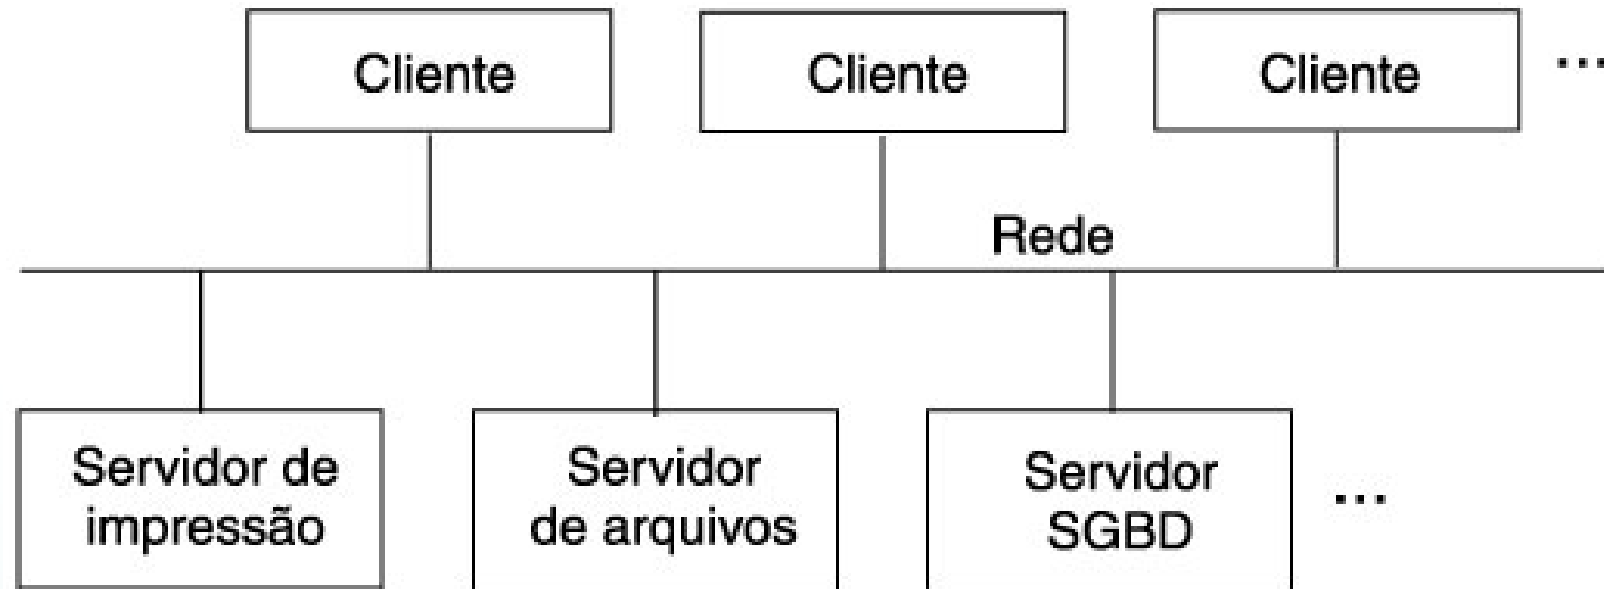 Cliente
Cliente
Cliente
...
Rede
Servidor de
impressão
Servidor
de arquivos
Servidor
SGBD
...